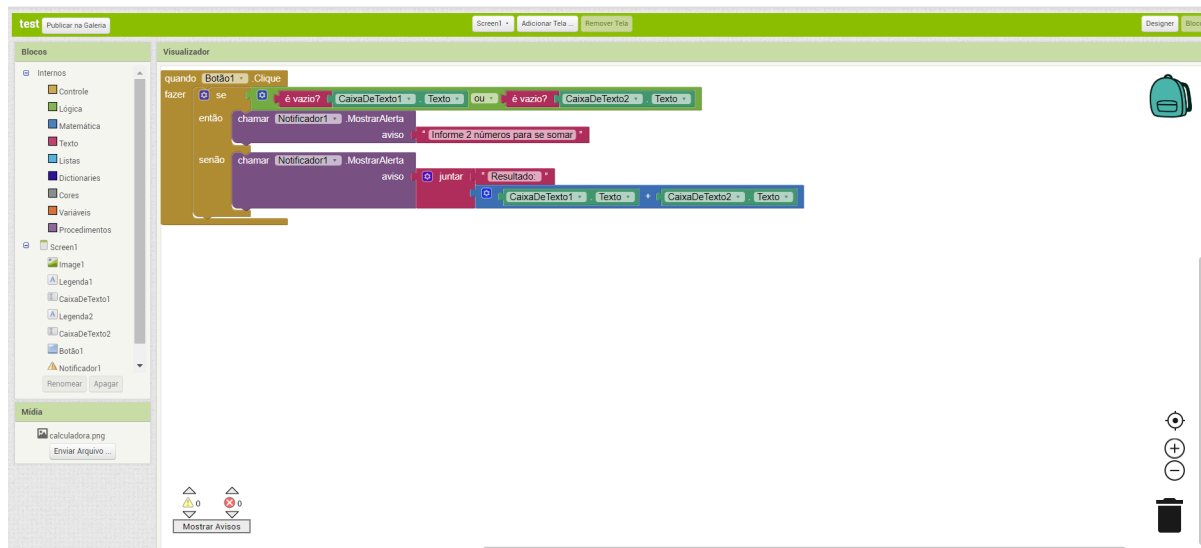 test Publicar na Galeria Screen1 Adicionar Tela ... Remover Tela Designer Bloco
Blocos
Internos
Controle
Lógica
Matemática
Texto
Listas
Dictionaries
Cores
Variáveis
Procedimentos
Screen1
Image1
Legenda1
CaixaDeTexto1
Legenda2
CaixaDeTexto2
Botão1
Notificador1
Renomear Apagar
Mídia
calculadora.png
Enviar Arquivo ...
Visualizador
quando Botão1 .Clique
fazer se é vazio? CaixaDeTexto1 . Texto ou é vazio? CaixaDeTexto2 . Texto
então chamar Notificador1 .MostrarAlerta
aviso " Informe 2 números para se somar "
senão chamar Notificador1 .MostrarAlerta
aviso juntar " Resultado: "
CaixaDeTexto1 . Texto + CaixaDeTexto2 . Texto
0 0
Mostrar Avisos